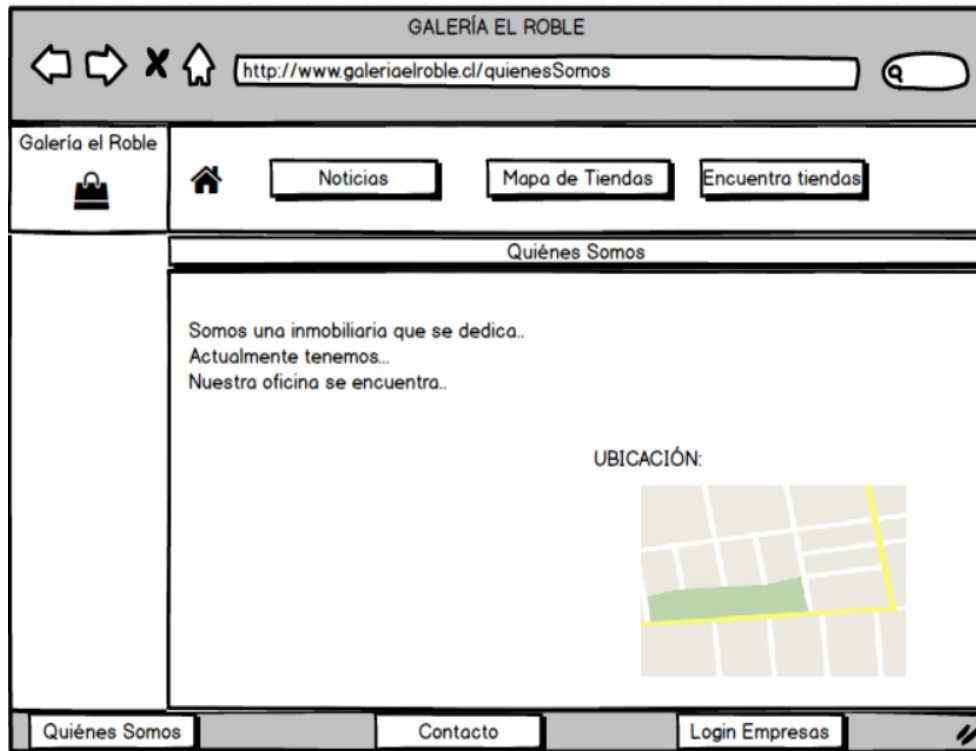 GALERÍA EL ROBLE
http://www.galeriaelroble.cl/quienesSomos
Galería el Roble
Noticias
Mapa de Tiendas
Encuentra tiendas
Quiénes Somos
Somos una inmobiliaria que se dedica..
Actualmente tenemos...
Nuestra oficina se encuentra..
UBICACIÓN:
Quiénes Somos
Contacto
Login Empresas